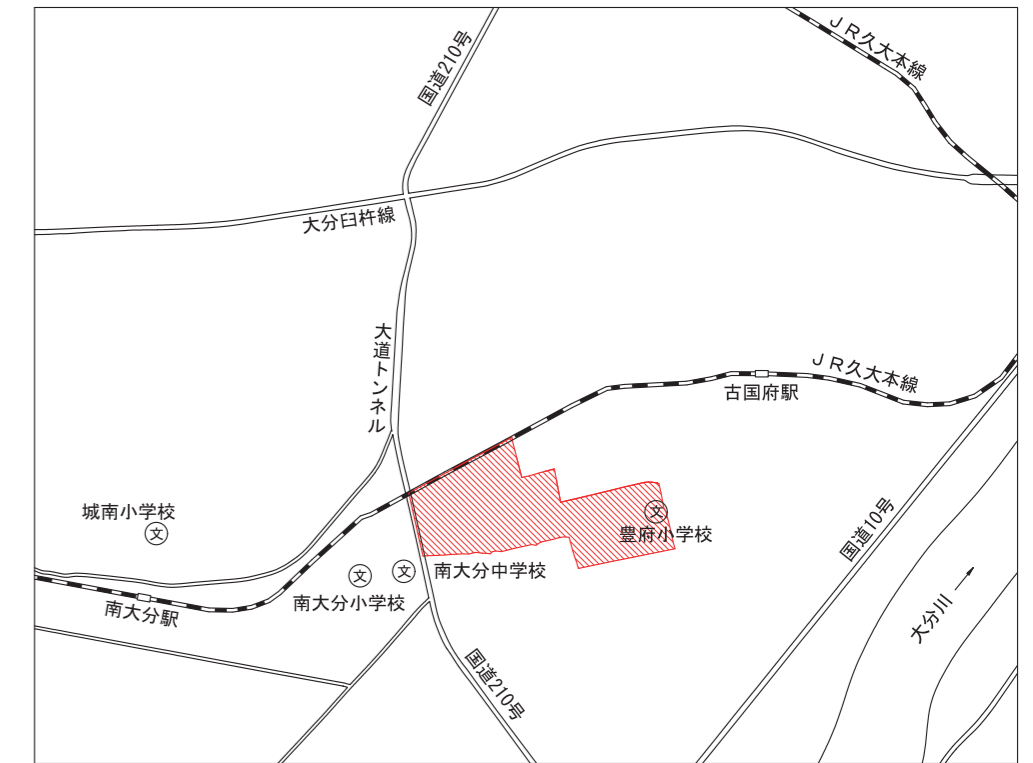 JR久大本線
国道210号
大分臼杵線
大道トンネル
JR久大本線
古国府駅
城南小学校
文
文
豊府小学校
国道10号
文
文
南大分中学校
南大分小学校
南大分駅
大分川
国道210号